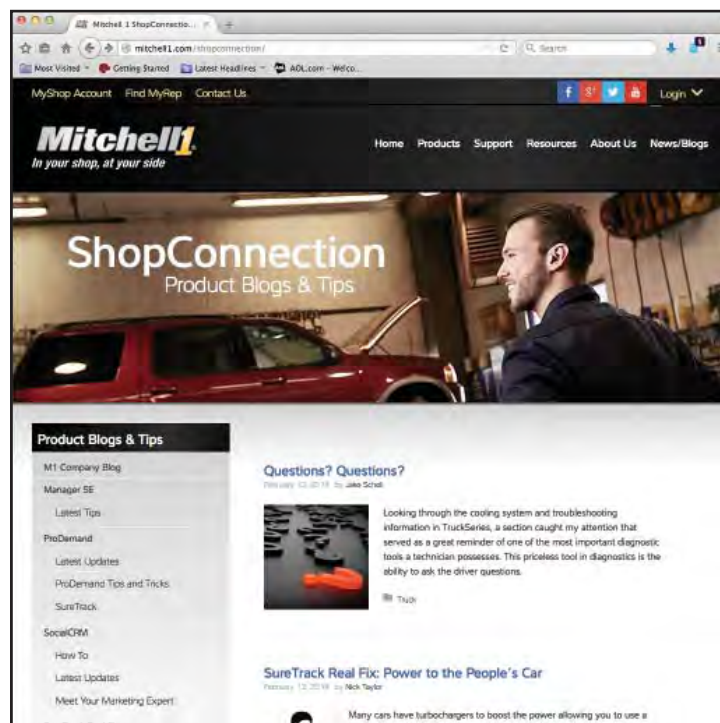 Mitchell 1 ShopConnectio...
mitchell1.com/shopconnection/
Search
Most Visited
Getting Started
Latest Headlines
AOL.com - Welco...
MyShop Account Find MyRep Contact Us
Login
Mitchell1
In your shop, at your side
Home Products Support Resources About Us News/Blogs
ShopConnection
Product Blogs & Tips
Product Blogs & Tips
M1 Company Blog
Manager SE
Latest Tips
ProDemand
Latest Updates
ProDemand Tips and Tricks
SureTrack
SocialCRM
How To
Latest Updates
Meet Your Marketing Expert
Questions? Questions?
by Jake Schell
Looking through the cooling system and troubleshooting
information in TruckSeries, a section caught my attention that
served as a great reminder of one of the most important diagnostic
tools a technician possesses. This priceless tool in diagnostics is the
ability to ask the driver questions.
Truck
SureTrack Real Fix: Power to the People's Car
by Nick Taylor
Many cars have turbochargers to boost the power allowing you to use a